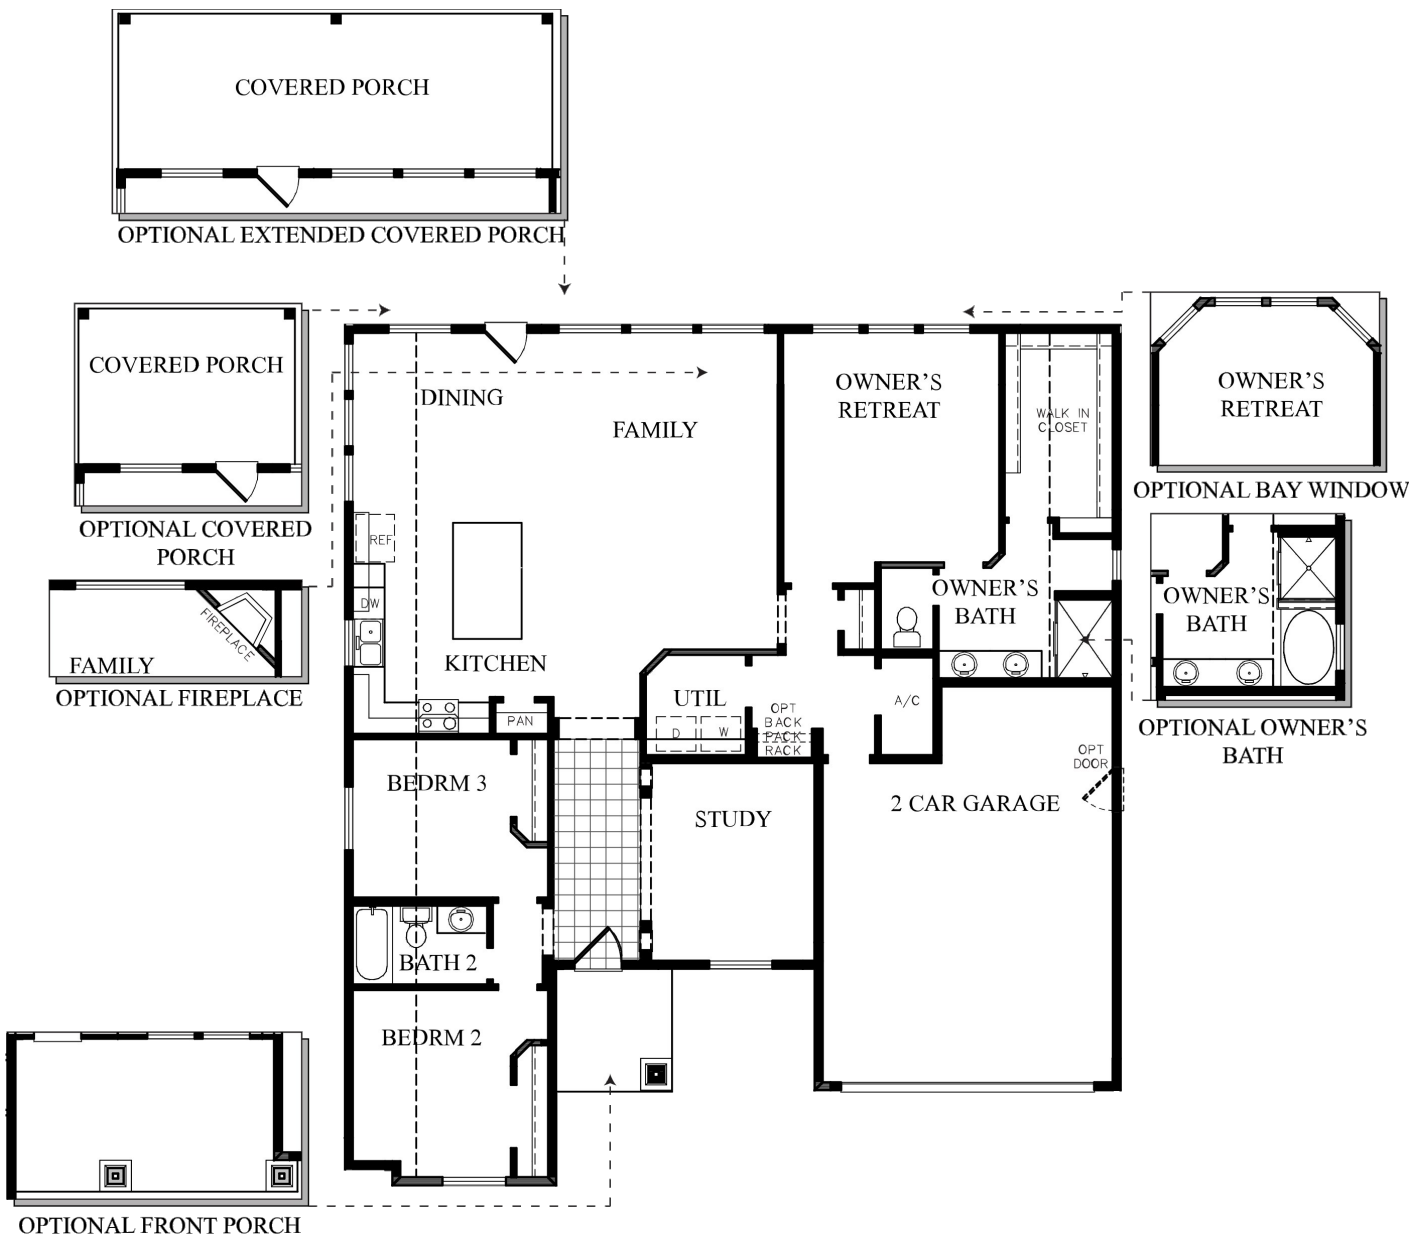 COVERED PORCH
OPTIONAL EXTENDED COVERED PORCH
COVERED PORCH
OPTIONAL COVERED
PORCH
FIREPLACE
FAMILY
OPTIONAL FIREPLACE
DINING
FAMILY
OWNER'S
RETREAT
WALK IN
CLOSET
OWNER'S
RETREAT
OPTIONAL BAY WINDOW
REF
DW
KITCHEN
PAN
OWNER'S
BATH
OWNER'S
BATH
OPTIONAL OWNER'S
BATH
UTIL
D
W
OPT
BACK
PACK
RACK
A/C
OPT
DOOR
BEDRM 3
STUDY
2 CAR GARAGE
BATH 2
BEDRM 2
OPTIONAL FRONT PORCH